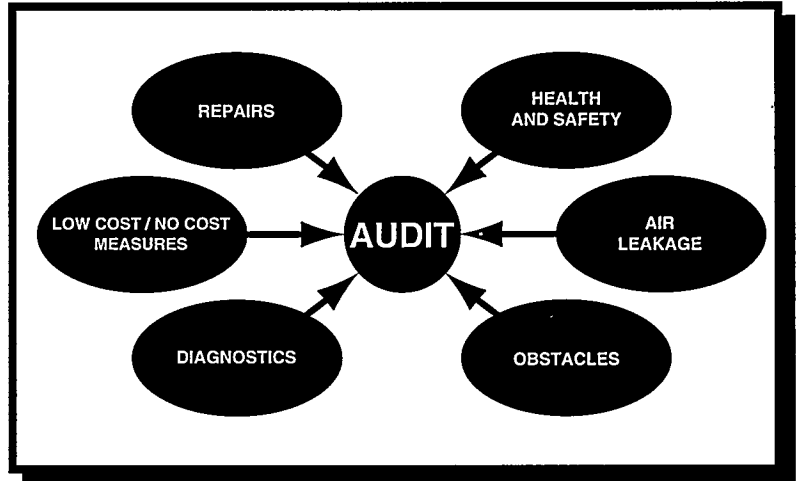 REPAIRS
HEALTH
AND SAFETY
LOW COST / NO COST
MEASURES
AUDIT
AIR
LEAKAGE
DIAGNOSTICS
OBSTACLES